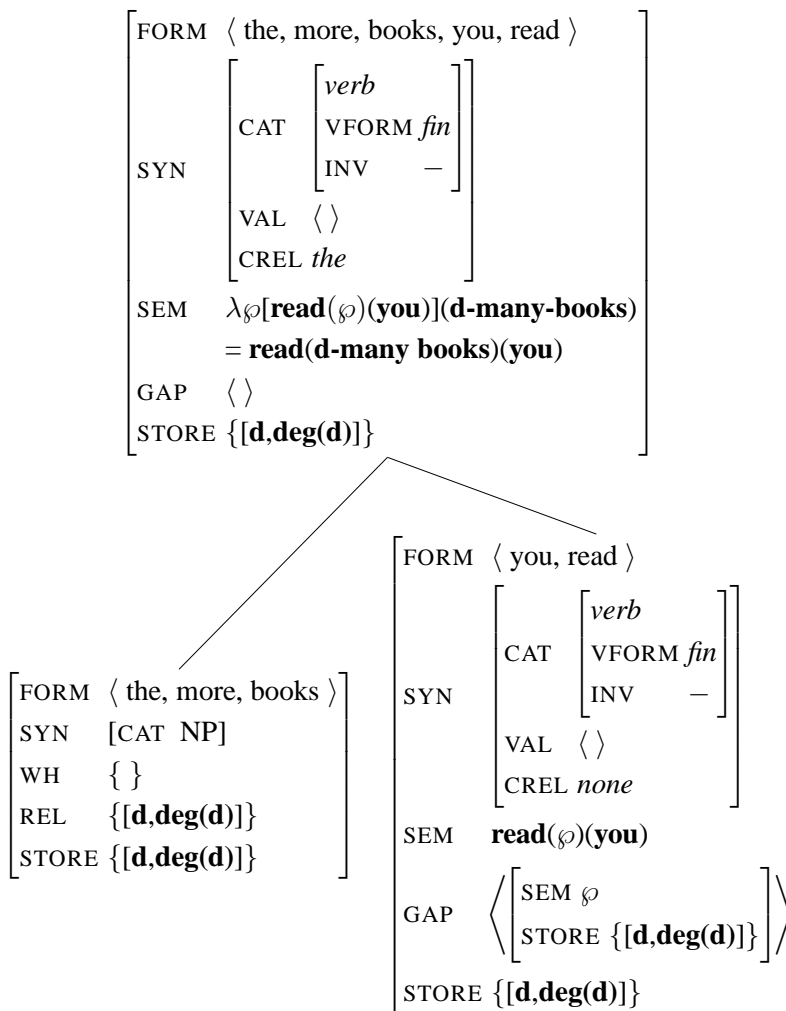 FORM ⟨ the, more, books, you, read ⟩
SYN
CAT
verb
VFORM fin
INV −
VAL ⟨ ⟩
CREL the
SEM λ℘[read(℘)(you)](d-many-books)
= read(d-many books)(you)
GAP ⟨ ⟩
STORE {[d,deg(d)]}
FORM ⟨ the, more, books ⟩
SYN [CAT NP]
WH { }
REL {[d,deg(d)]}
STORE {[d,deg(d)]}
FORM ⟨ you, read ⟩
SYN
CAT
verb
VFORM fin
INV −
VAL ⟨ ⟩
CREL none
SEM read(℘)(you)
GAP
SEM ℘
STORE {[d,deg(d)]}
STORE {[d,deg(d)]}